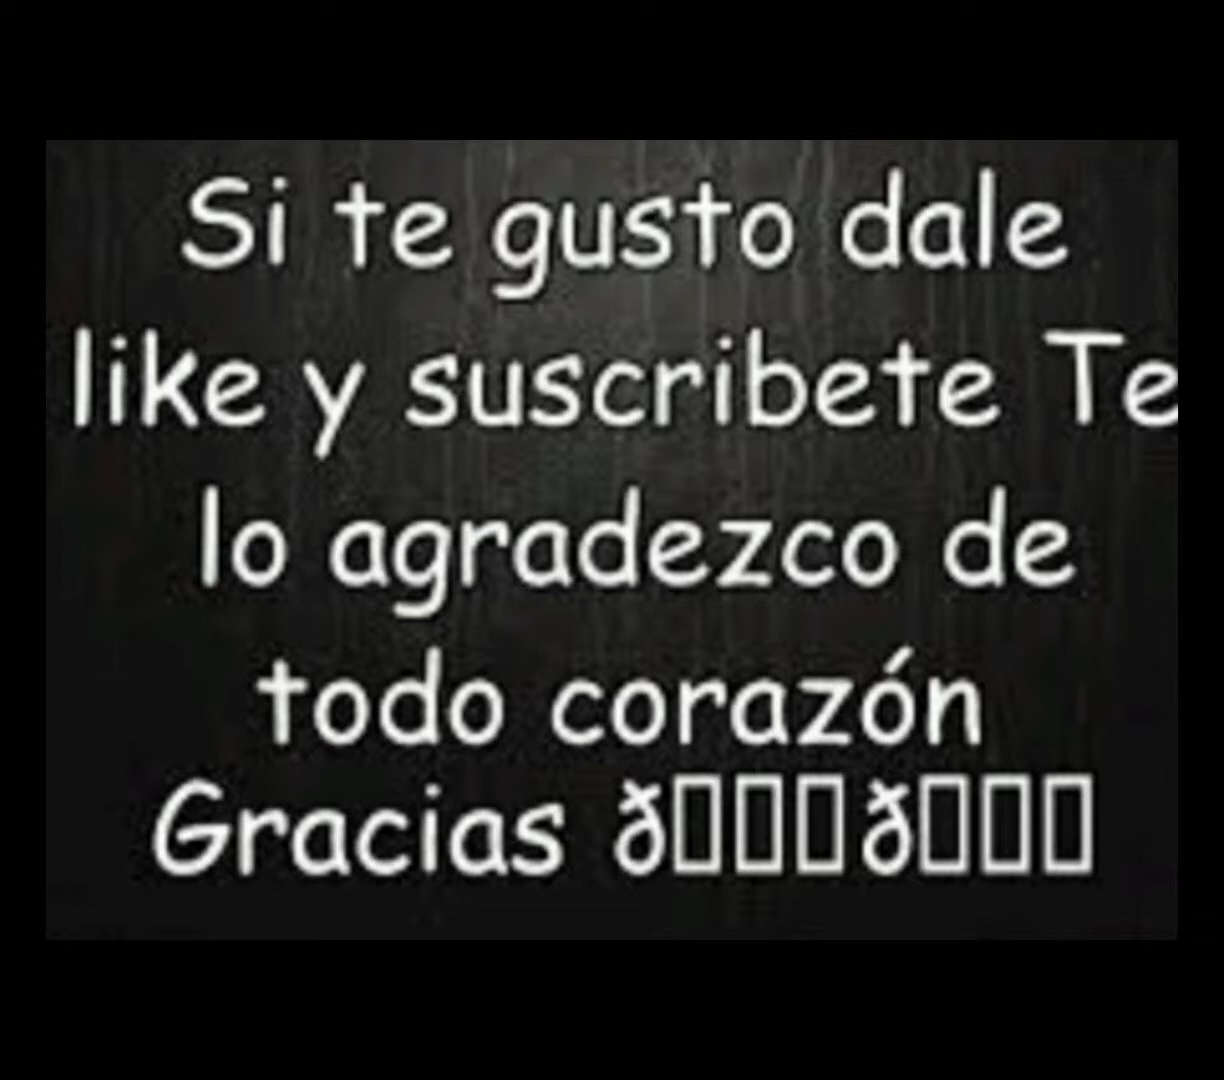 Si te gusto dale
like y suscribete Te
lo agradezco de
todo corazón
Gracias ð▯▯▯ð▯▯▯